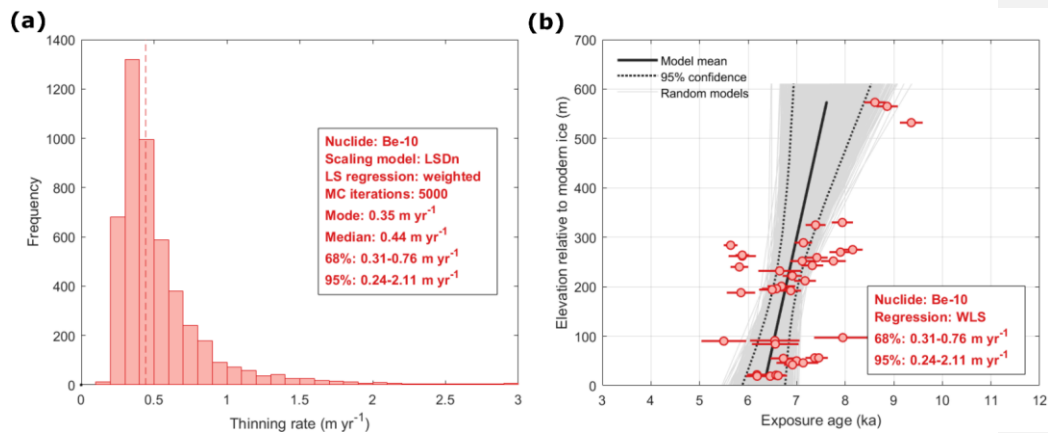 (a)
1400
1200
1000
800
600
400
200
0
Frequency
0
0.5
1
1.5
2
2.5
3
Thinning rate (m yr⁻¹)
Nuclide: Be-10
Scaling model: LSDn
LS regression: weighted
MC iterations: 5000
Mode: 0.35 m yr⁻¹
Median: 0.44 m yr⁻¹
68%: 0.31-0.76 m yr⁻¹
95%: 0.24-2.11 m yr⁻¹
(b)
700
600
500
400
300
200
100
0
Elevation relative to modern ice (m)
3
4
5
6
7
8
9
10
11
12
Exposure age (ka)
Model mean
95% confidence
Random models
Nuclide: Be-10
Regression: WLS
68%: 0.31-0.76 m yr⁻¹
95%: 0.24-2.11 m yr⁻¹